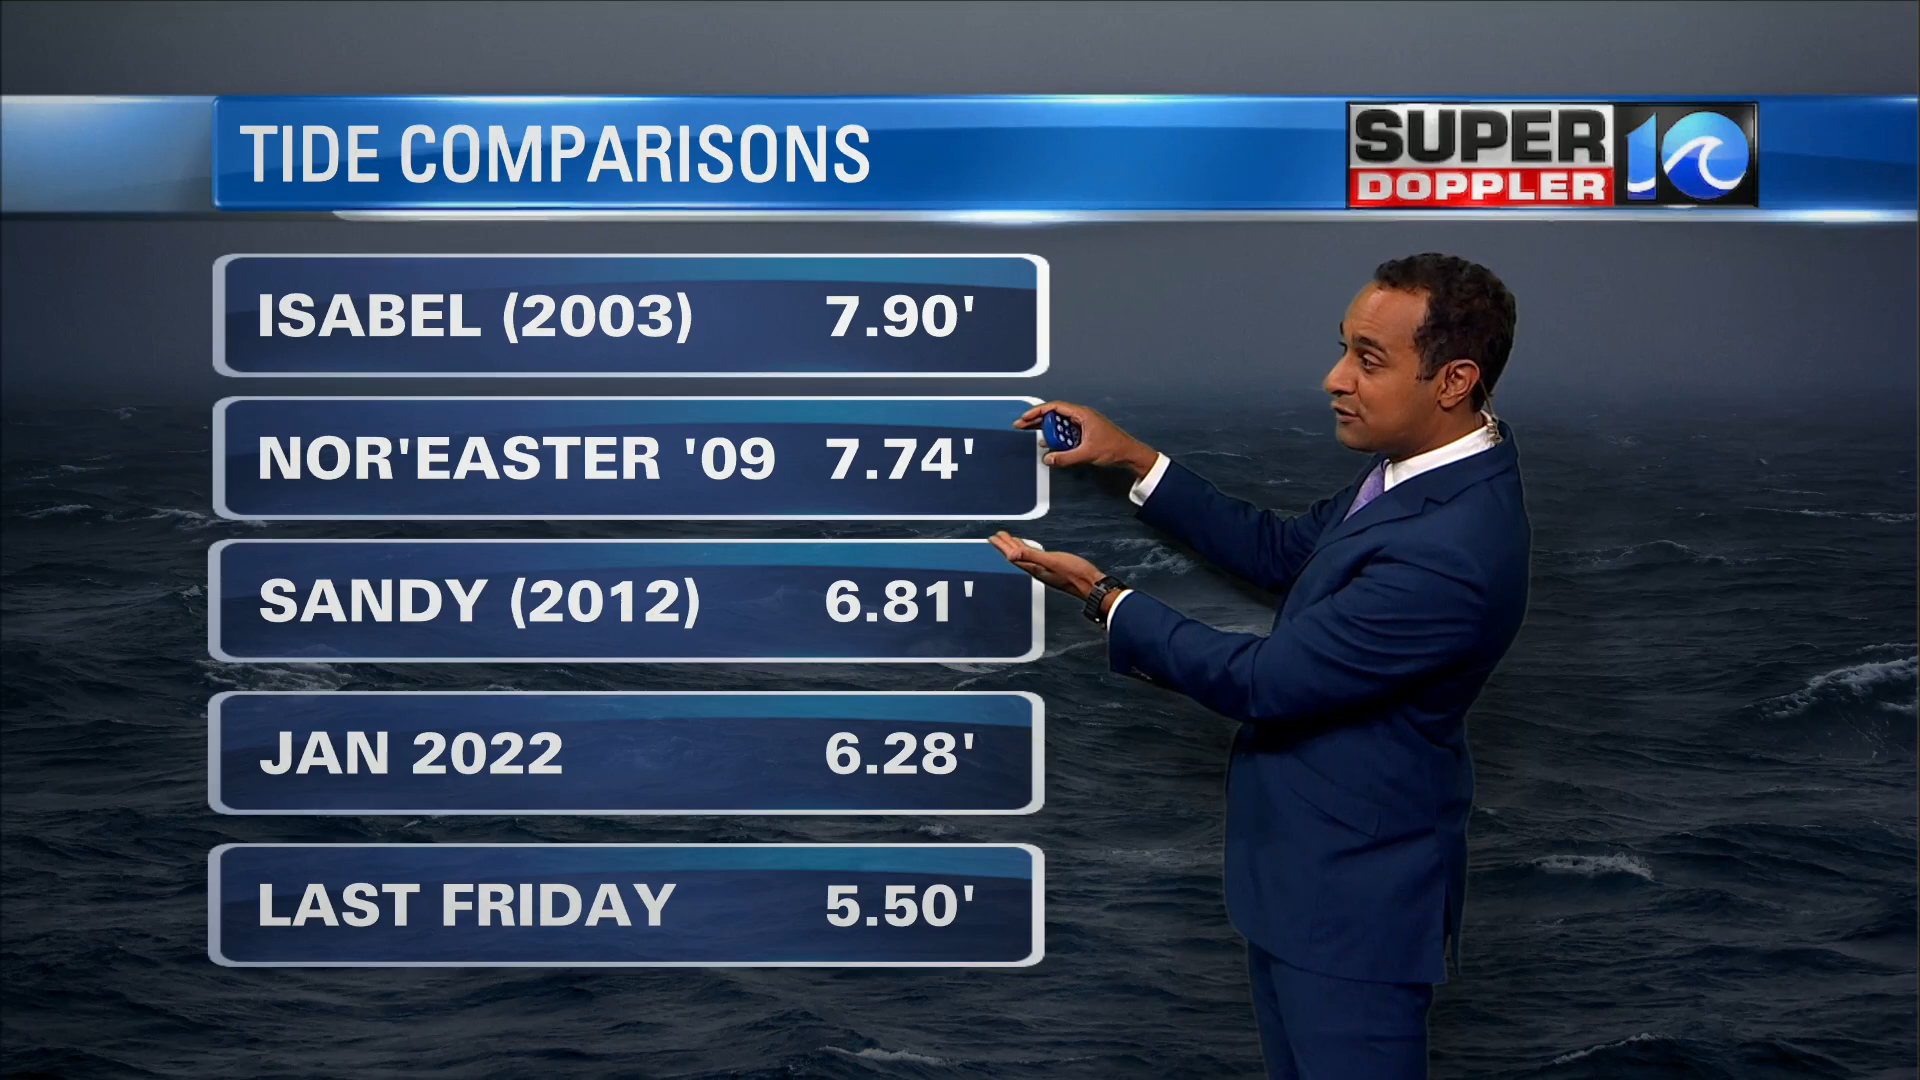 TIDE COMPARISONS
SUPER
DOPPLER
10
ISABEL (2003) 7.90'
NOR'EASTER '09 7.74'
SANDY (2012) 6.81'
JAN 2022 6.28'
LAST FRIDAY 5.50'